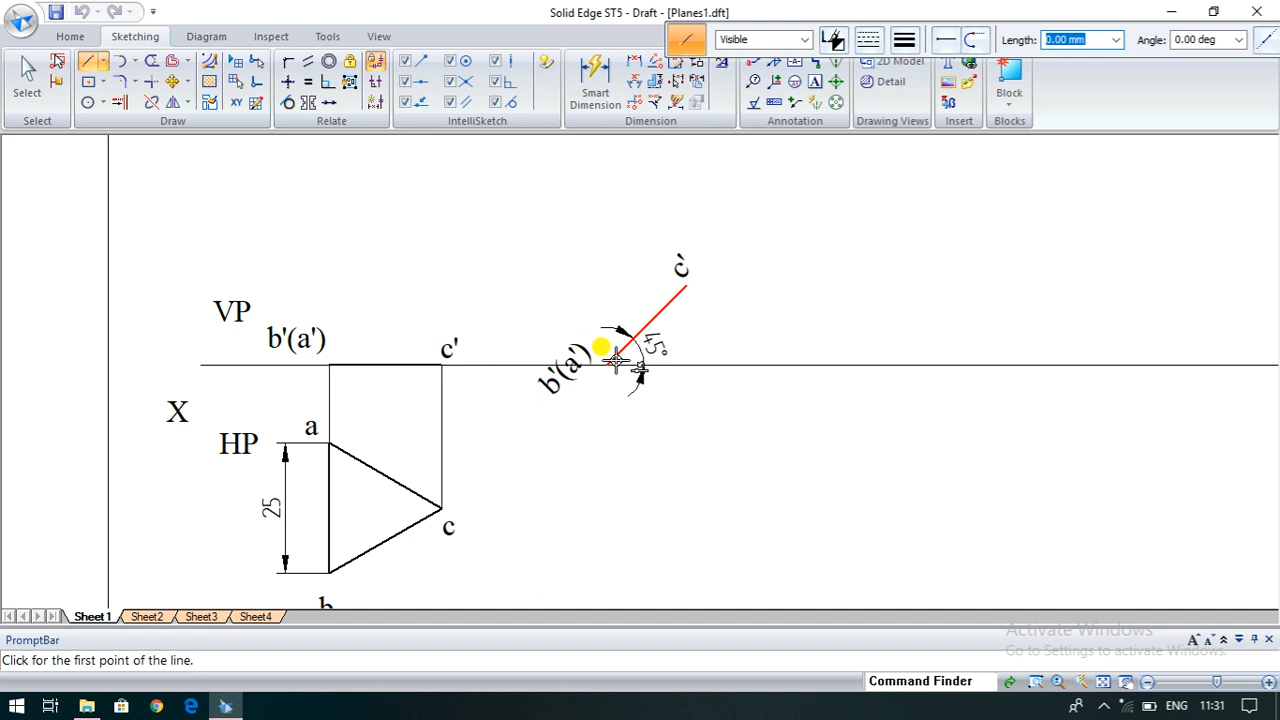 Solid Edge ST5 - Draft - [Planes1.dft]
Home Sketching Diagram Inspect Tools View
Visible Length: 0.00 mm Angle: 0.00 deg
Select
Smart
Dimension
2D Model
Detail
Block
Select Draw Relate IntelliSketch Dimension Annotation Drawing Views Insert Blocks
c'
VP
b'(a')
c'
45°
b'(a')
X
a
HP
25
c
b
Sheet1 Sheet2 Sheet3 Sheet4
Activate Windows
Go to Settings to activate Windows.
PromptBar
Click for the first point of the line.
Command Finder
ENG 11:31